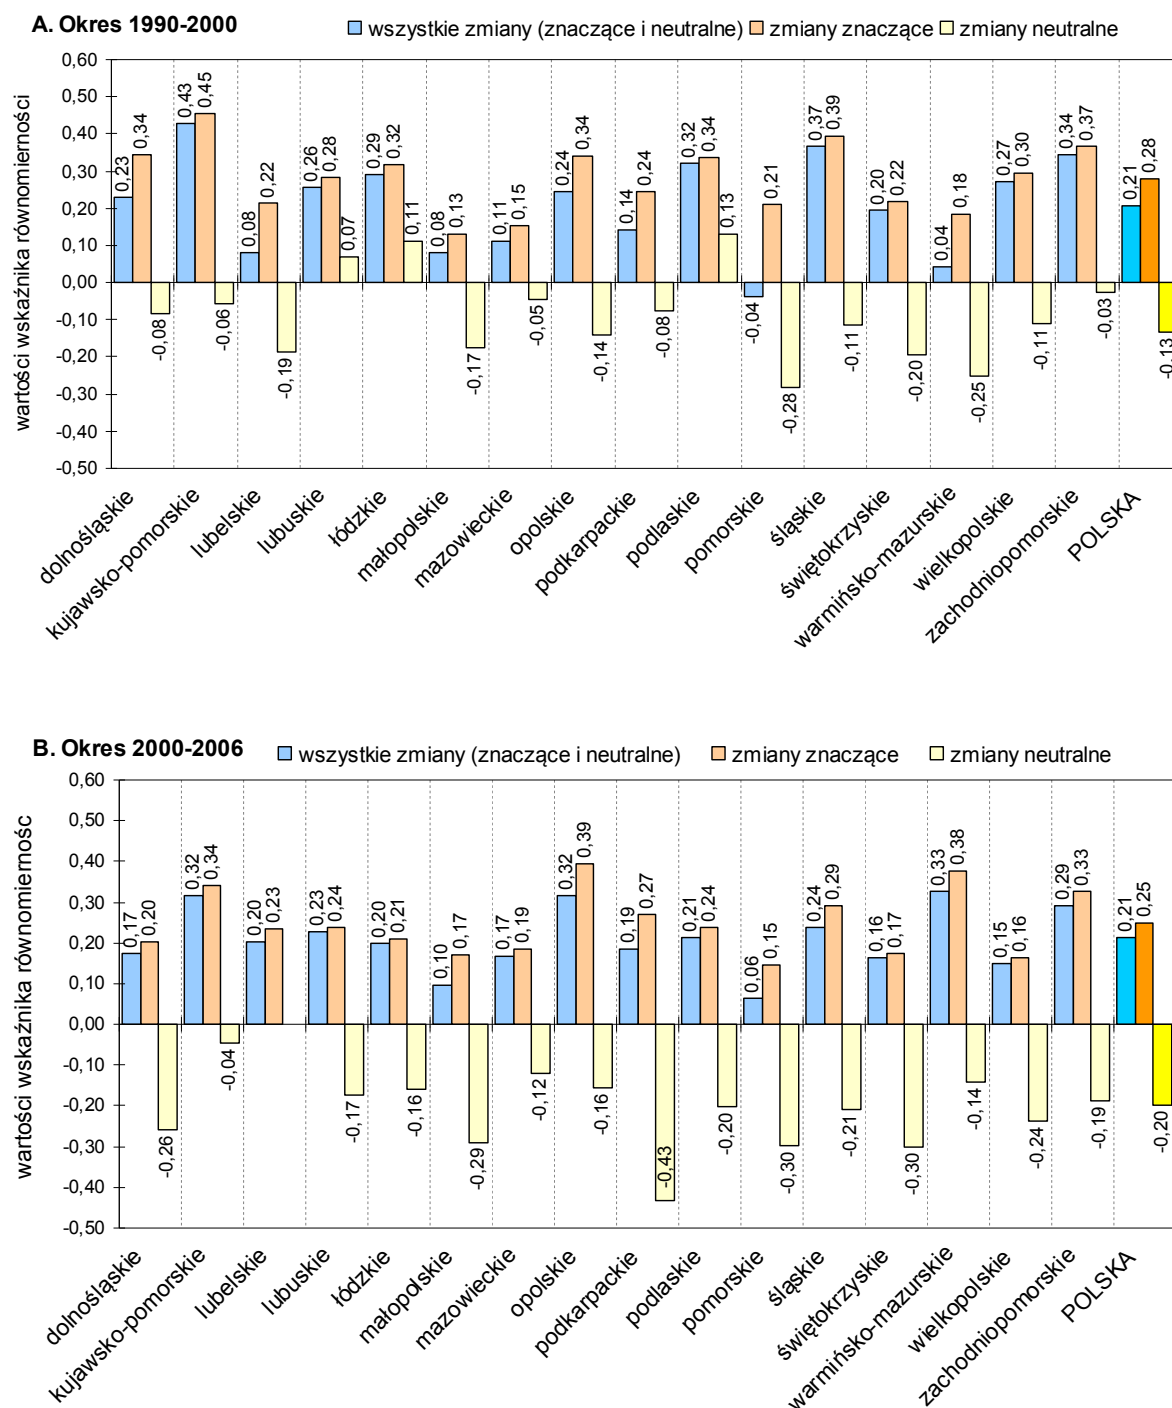 A. Okres 1990-2000
wszystkie zmiany (znaczące i neutralne) zmiany znaczące zmiany neutralne
wartości wskaźnika równomierności
0,60
0,50
0,40
0,30
0,20
0,10
0,00
-0,10
-0,20
-0,30
-0,40
-0,50
0,23 0,34 -0,08
0,43 0,45 -0,06
0,08 0,22 -0,19
0,26 0,28 0,07
0,29 0,32 0,11
0,08 0,13 -0,17
0,11 0,15 -0,05
0,24 0,34 -0,14
0,14 0,24 -0,08
0,32 0,34 0,13
-0,04 0,21 -0,28
0,37 0,39 -0,11
0,20 0,22 -0,20
0,04 0,18 -0,25
0,27 0,30 -0,11
0,34 0,37 -0,03
0,21 0,28 -0,13
dolnośląskie
kujawsko-pomorskie
lubelskie
lubuskie
łódzkie
małopolskie
mazowieckie
opolskie
podkarpackie
podlaskie
pomorskie
śląskie
świętokrzyskie
warmińsko-mazurskie
wielkopolskie
zachodniopomorskie
POLSKA
B. Okres 2000-2006
wszystkie zmiany (znaczące i neutralne) zmiany znaczące zmiany neutralne
wartości wskaźnika równomierność
0,60
0,50
0,40
0,30
0,20
0,10
0,00
-0,10
-0,20
-0,30
-0,40
-0,50
0,17 0,20 -0,26
0,32 0,34 -0,04
0,20 0,23
0,23 0,24 -0,17
0,20 0,21 -0,16
0,10 0,17 -0,29
0,17 0,19 -0,12
0,32 0,39 -0,16
0,19 0,27 -0,43
0,21 0,24 -0,20
0,06 0,15 -0,30
0,24 0,29 -0,21
0,16 0,17 -0,30
0,33 0,38 -0,14
0,15 0,16 -0,24
0,29 0,33 -0,19
0,21 0,25 -0,20
dolnośląskie
kujawsko-pomorskie
lubelskie
lubuskie
łódzkie
małopolskie
mazowieckie
opolskie
podkarpackie
podlaskie
pomorskie
śląskie
świętokrzyskie
warmińsko-mazurskie
wielkopolskie
zachodniopomorskie
POLSKA